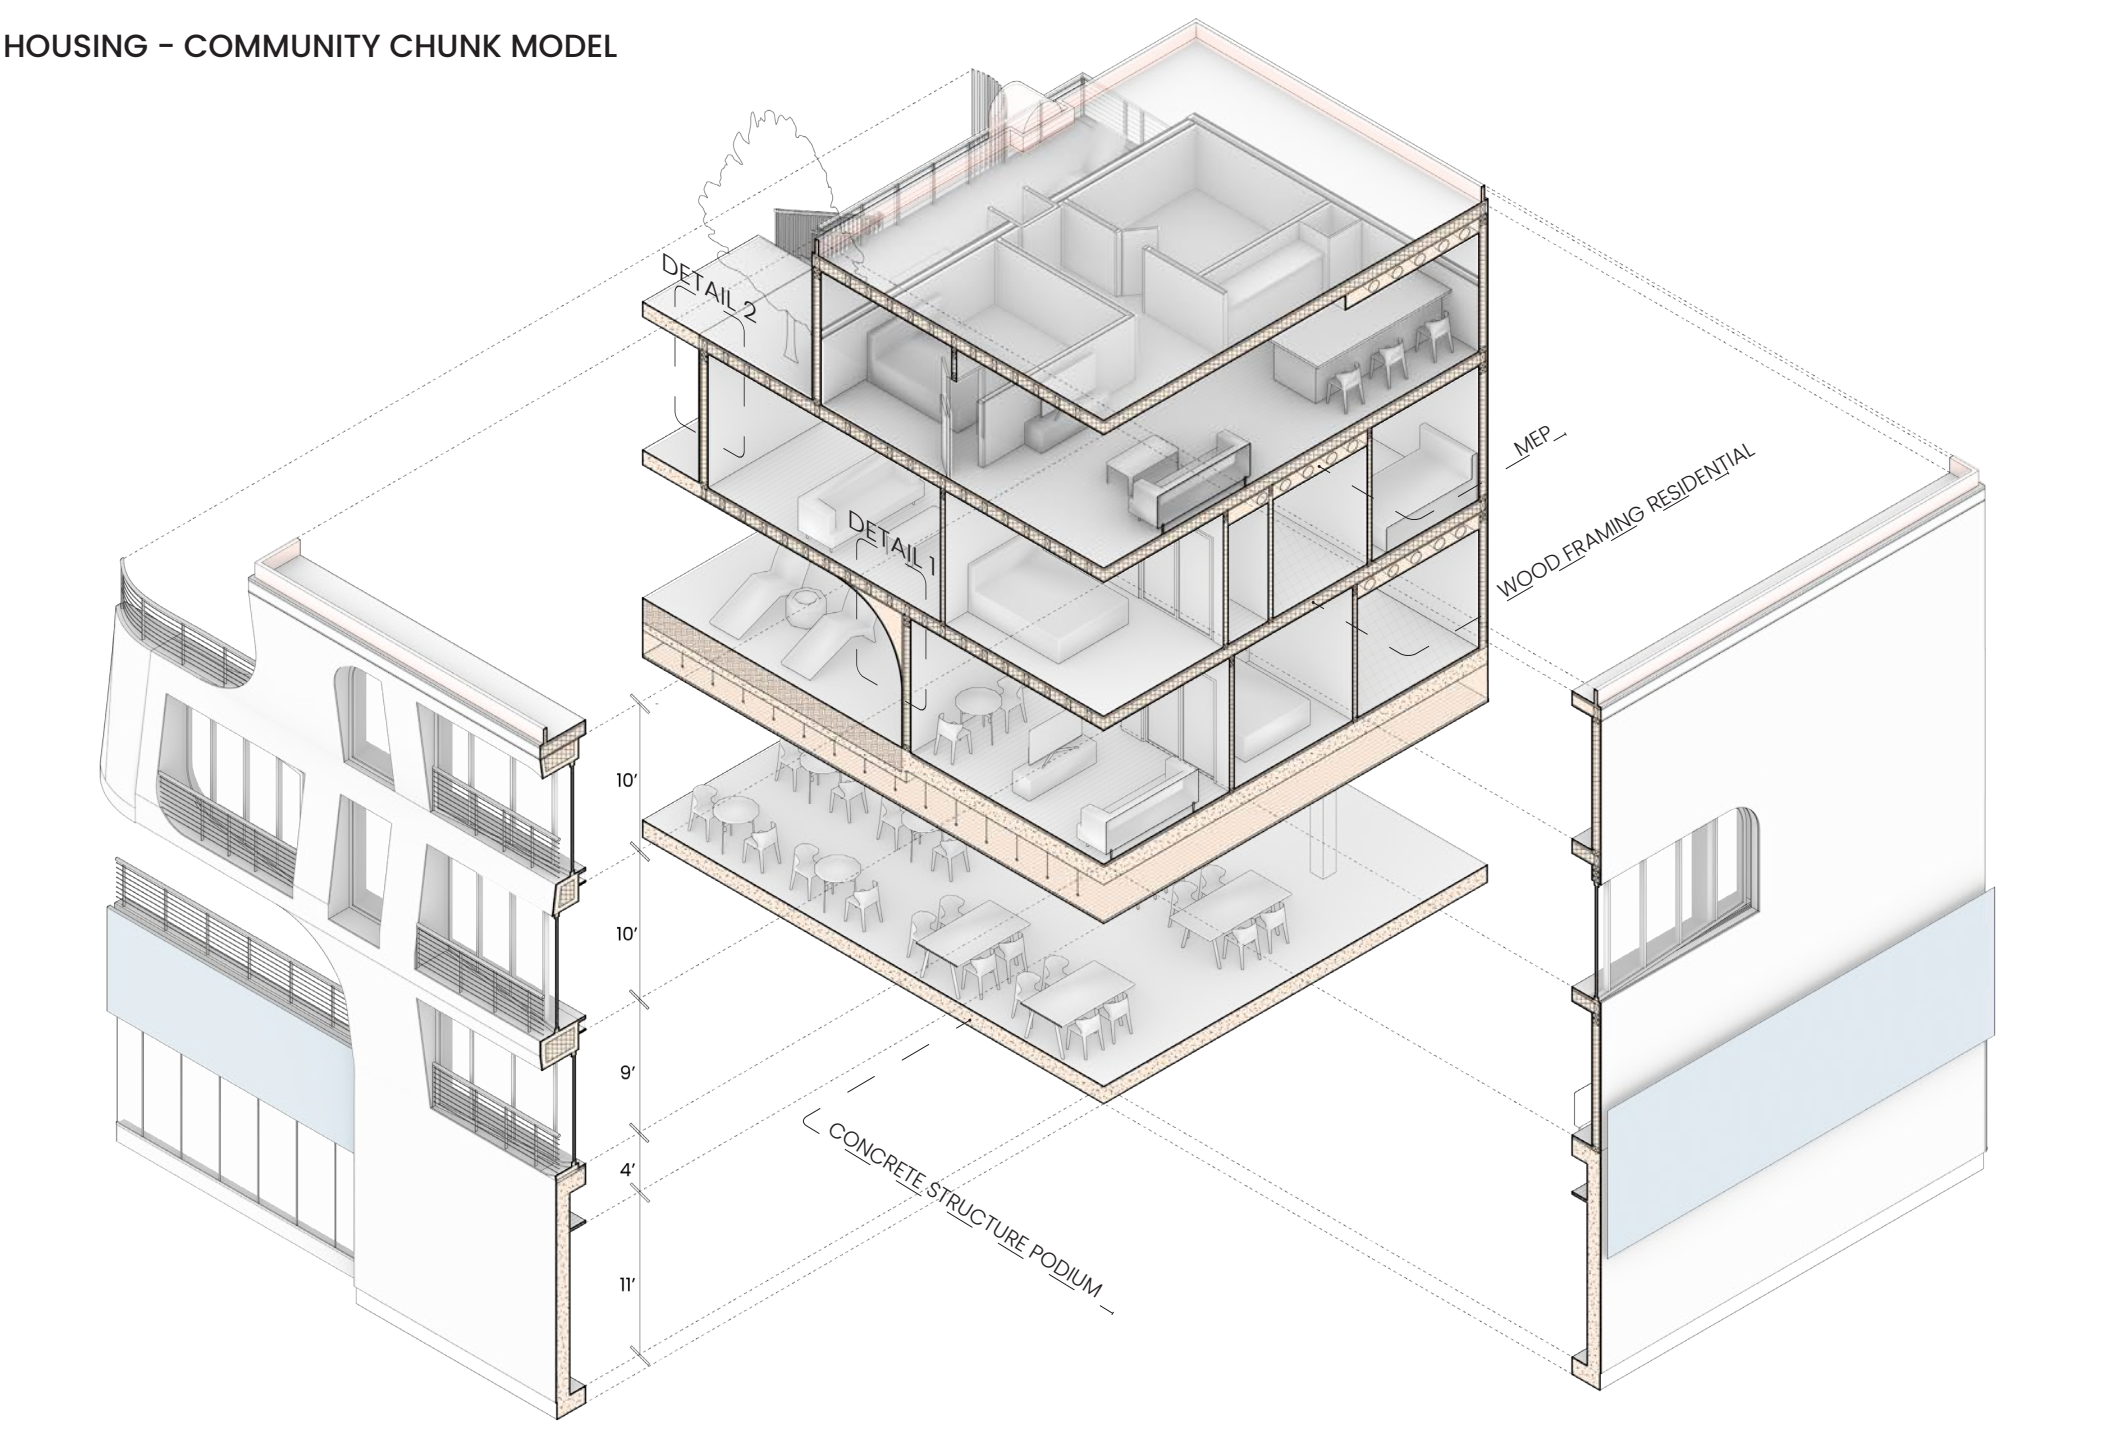 HOUSING - COMMUNITY CHUNK MODEL
DETAIL 2
DETAIL 1
MEP
WOOD FRAMING RESIDENTIAL
10'
10'
9'
4'
11'
CONCRETE STRUCTURE PODIUM